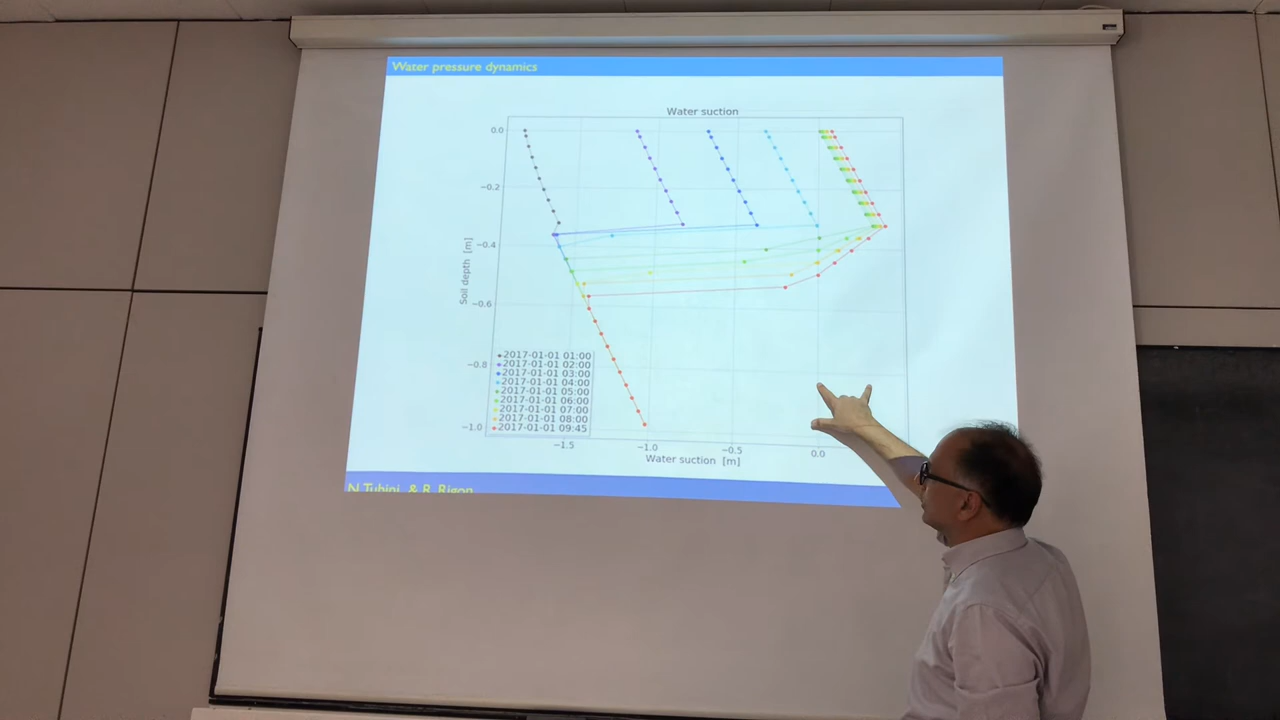 Water pressure dynamics
Water suction
0.0
−0.2
−0.4
−0.6
−0.8
−1.0
Soil depth [m]
2017-01-01 01:00
2017-01-01 02:00
2017-01-01 03:00
2017-01-01 04:00
2017-01-01 05:00
2017-01-01 06:00
2017-01-01 07:00
2017-01-01 08:00
2017-01-01 09:45
−1.5 −1.0 −0.5 0.0
Water suction [m]
N Tubini & R. Rigon